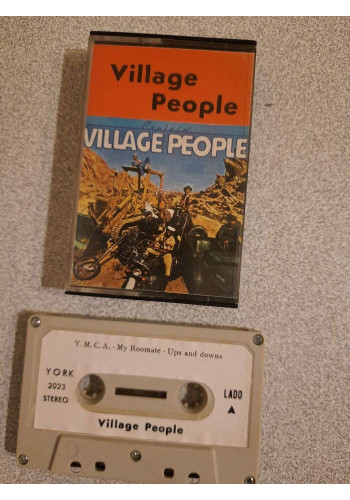 Village
People
VILLAGE PEOPLE
Y. M. C. A. - My Roomate - Ups and downs
YORK
2023
STEREO
LADO
A
Village People